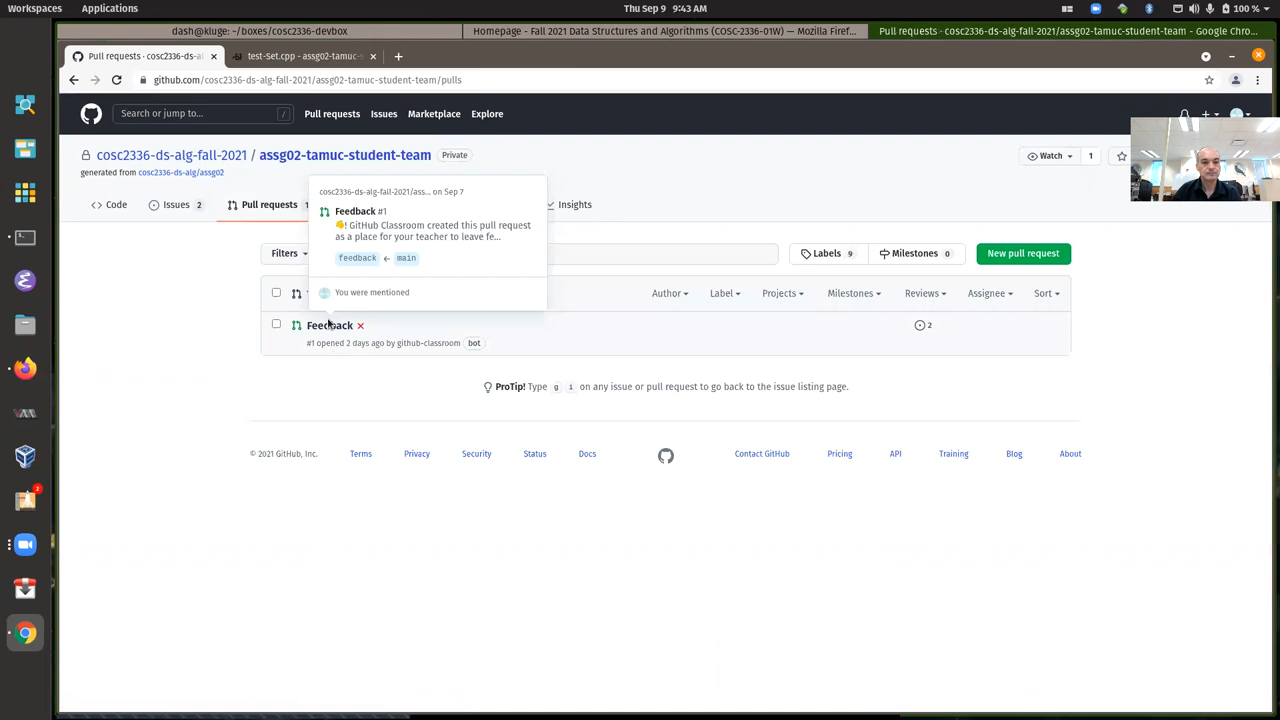 Workspaces Applications Thu Sep 9 9:43 AM 100 %
dash@kluge: ~/boxes/cosc2336-devbox Homepage - Fall 2021 Data Structures and Algorithms (COSC-2336-01W) — Mozilla Firef... Pull requests · cosc2336-ds-alg-fall-2021/assg02-tamuc-student-team - Google Chro...
Pull requests · cosc2336-ds-al test-Set.cpp - assg02-tamuc-s
github.com/cosc2336-ds-alg-fall-2021/assg02-tamuc-student-team/pulls
Search or jump to... / Pull requests Issues Marketplace Explore
cosc2336-ds-alg-fall-2021 / assg02-tamuc-student-team Private Watch 1
generated from cosc2336-ds-alg/assg02
Code Issues 2 Pull requests 1 Insights
cosc2336-ds-alg-fall-2021/ass... on Sep 7
Feedback #1
! GitHub Classroom created this pull request
as a place for your teacher to leave fe...
feedback ← main
You were mentioned
Filters Labels 9 Milestones 0 New pull request
Author Label Projects Milestones Reviews Assignee Sort
Feedback 2
#1 opened 2 days ago by github-classroom bot
ProTip! Type g i on any issue or pull request to go back to the issue listing page.
© 2021 GitHub, Inc. Terms Privacy Security Status Docs Contact GitHub Pricing API Training Blog About
2